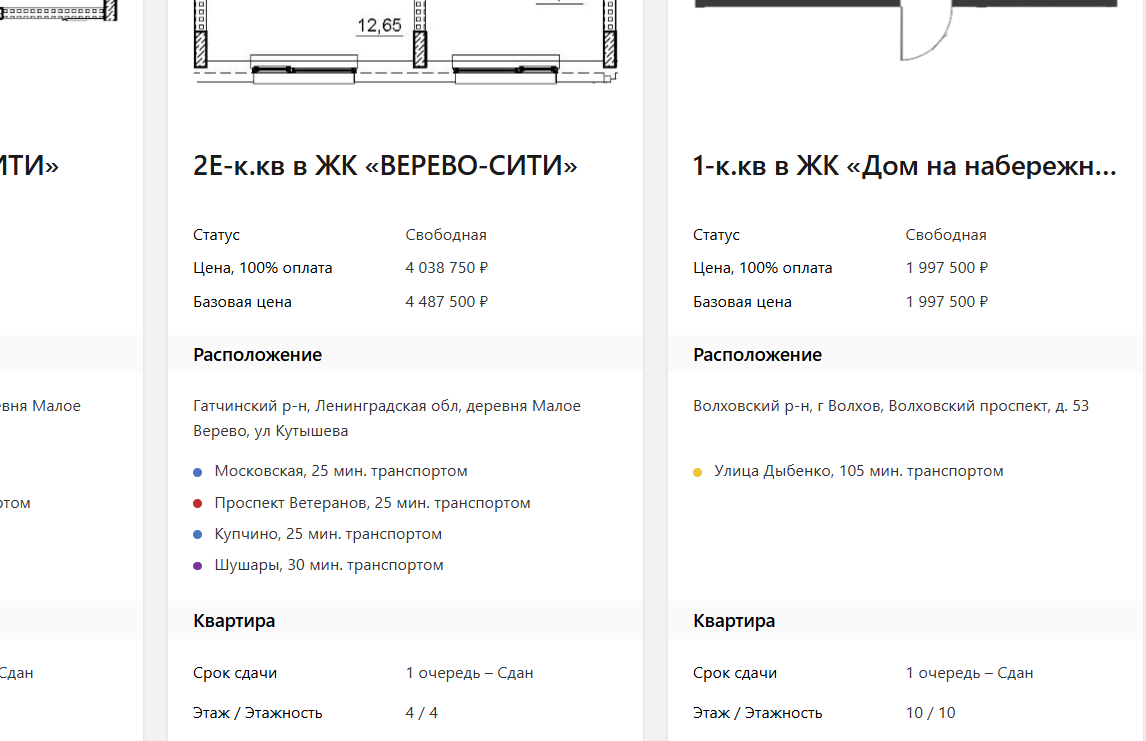 12,65
ИТИ»
2Е-к.кв в ЖК «ВЕРЕВО-СИТИ»
1-к.кв в ЖК «Дом на набережн...
Статус Свободная
Статус Свободная
Цена, 100% оплата 4 038 750 ₽
Цена, 100% оплата 1 997 500 ₽
Базовая цена 4 487 500 ₽
Базовая цена 1 997 500 ₽
Расположение
Расположение
евня Малое
Гатчинский р-н, Ленинградская обл, деревня Малое
Верево, ул Кутышева
Волховский р-н, г Волхов, Волховский проспект, д. 53
Московская, 25 мин. транспортом
Улица Дыбенко, 105 мин. транспортом
ртом
Проспект Ветеранов, 25 мин. транспортом
Купчино, 25 мин. транспортом
Шушары, 30 мин. транспортом
Квартира
Квартира
Сдан
Срок сдачи 1 очередь – Сдан
Срок сдачи 1 очередь – Сдан
Этаж / Этажность 4 / 4
Этаж / Этажность 10 / 10